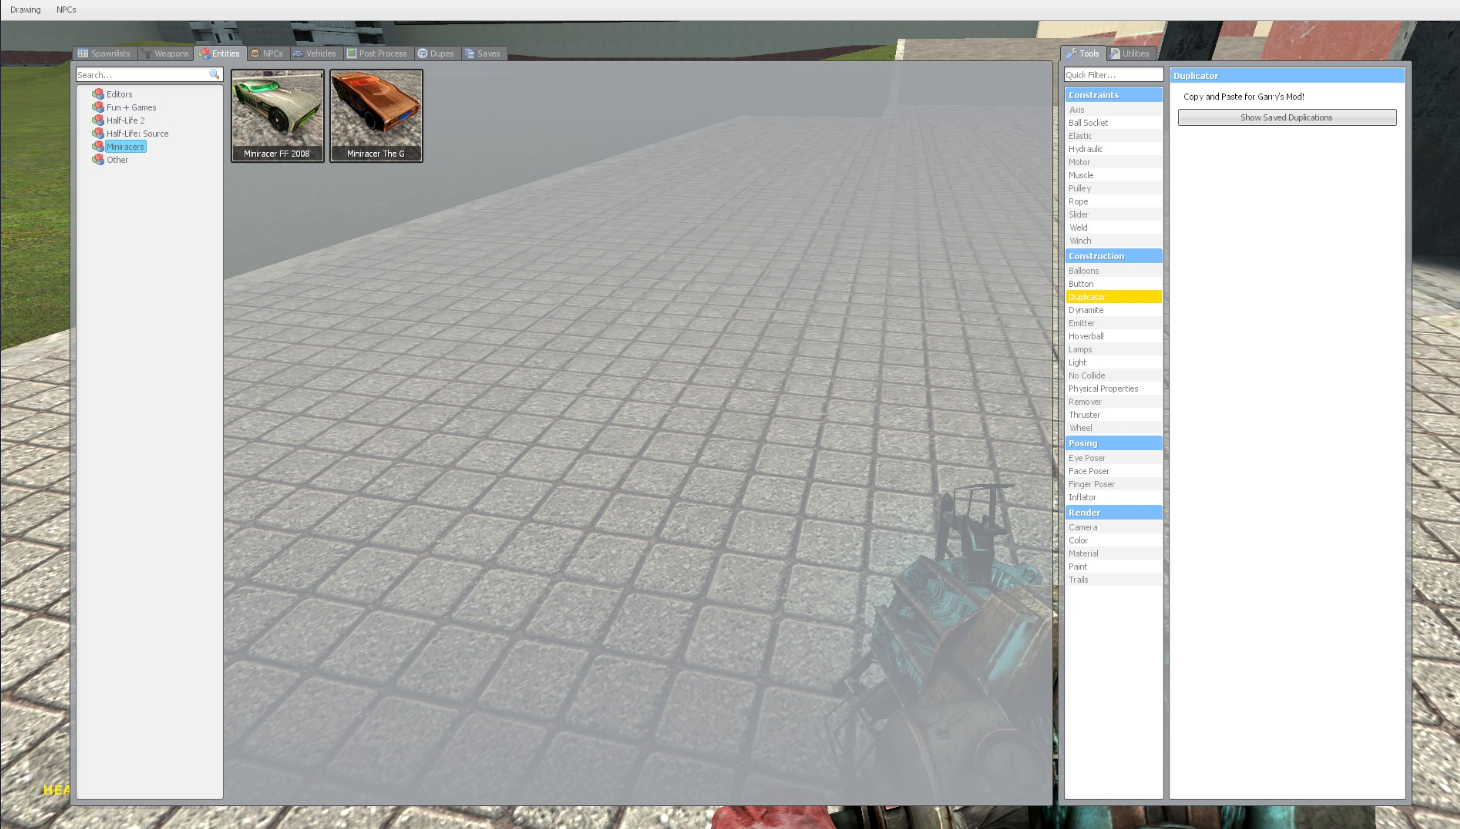 Drawing NPCs
Spawnlists Weapons Entities NPCs Vehicles Post Process Dupes Saves
Search...
Editors
Fun + Games
Half-Life 2
Half-Life: Source
Miniracers
Other
Miniracer FF 2008
Miniracer The G
HEA
Tools Utilities
Quick Filter...
Constraints
Axis
Ball Socket
Elastic
Hydraulic
Motor
Muscle
Pulley
Rope
Slider
Weld
Winch
Construction
Balloons
Button
Duplicator
Dynamite
Emitter
Hoverball
Lamps
Light
No Collide
Physical Properties
Remover
Thruster
Wheel
Posing
Eye Poser
Face Poser
Finger Poser
Inflator
Render
Camera
Color
Material
Paint
Trails
Duplicator
Copy and Paste for Garry's Mod!
Show Saved Duplications